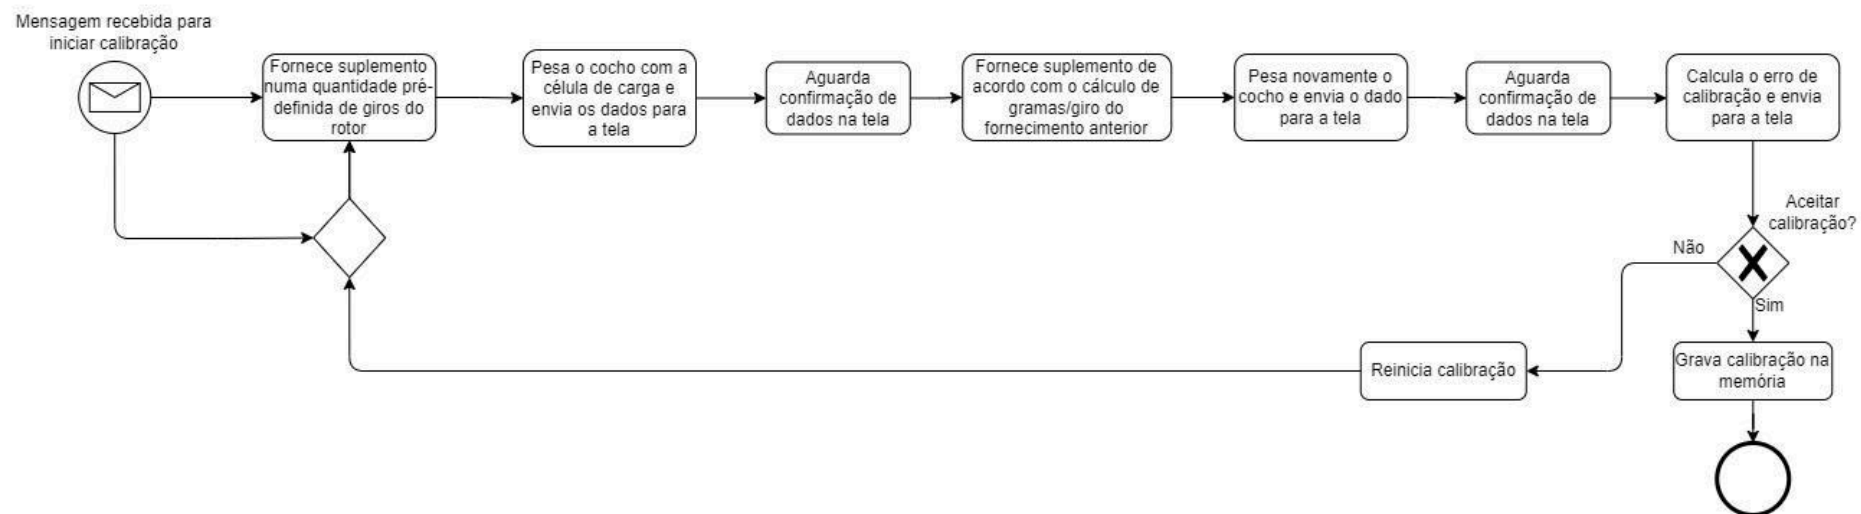 Mensagem recebida para
iniciar calibração
Fornece suplemento
numa quantidade pré-
definida de giros do
rotor
Pesa o cocho com a
célula de carga e
envia os dados para
a tela
Aguarda
confirmação de
dados na tela
Fornece suplemento de
acordo com o cálculo de
gramas/giro do
fornecimento anterior
Pesa novamente o
cocho e envia o dado
para a tela
Aguarda
confirmação de
dados na tela
Calcula o erro de
calibração e envia
para a tela
Aceitar
calibração?
Não
Sim
Reinicia calibração
Grava calibração na
memória